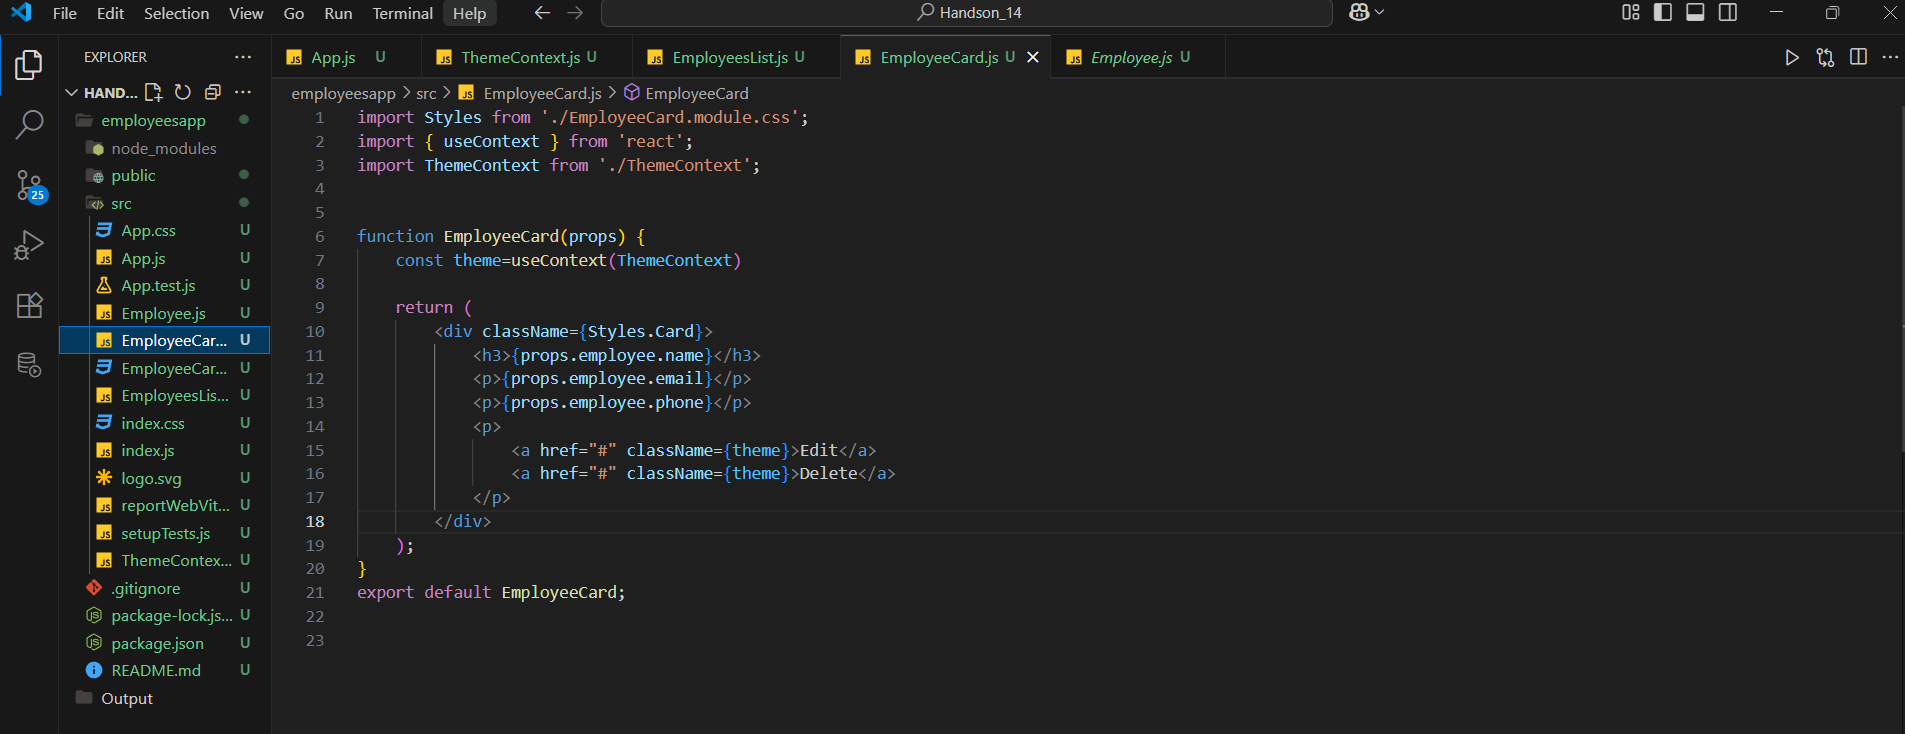 File Edit Selection View Go Run Terminal Help Handson_14
EXPLORER
HAND...
employeesapp
node_modules
public
src
App.css U
App.js U
App.test.js U
Employee.js U
EmployeeCar... U
EmployeeCar... U
EmployeesLis... U
index.css U
index.js U
logo.svg U
reportWebVit... U
setupTests.js U
ThemeContex... U
.gitignore U
package-lock.js... U
package.json U
README.md U
Output
25
App.js U ThemeContext.js U EmployeesList.js U EmployeeCard.js U Employee.js U
employeesapp > src > JS EmployeeCard.js > EmployeeCard
1 import Styles from './EmployeeCard.module.css';
2 import { useContext } from 'react';
3 import ThemeContext from './ThemeContext';
4
5
6 function EmployeeCard(props) {
7     const theme=useContext(ThemeContext)
8
9     return (
10         <div className={Styles.Card}>
11             <h3>{props.employee.name}</h3>
12             <p>{props.employee.email}</p>
13             <p>{props.employee.phone}</p>
14             <p>
15                 <a href="#" className={theme}>Edit</a>
16                 <a href="#" className={theme}>Delete</a>
17             </p>
18         </div>
19     );
20 }
21 export default EmployeeCard;
22
23